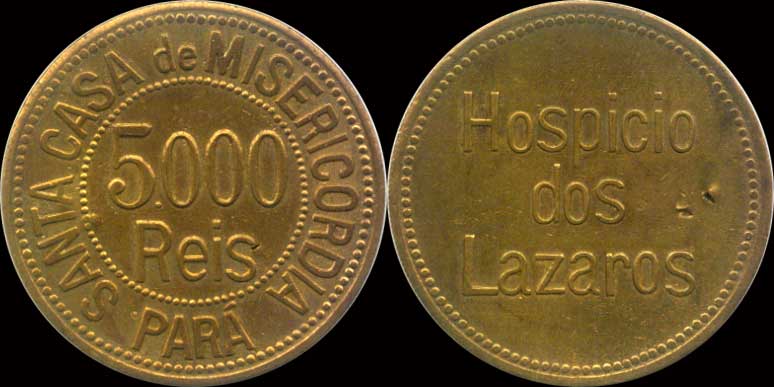 SANTA CASA de MISERICORDIA
PARÁ
5.000
Reis
Hospicio
dos
Lazaros